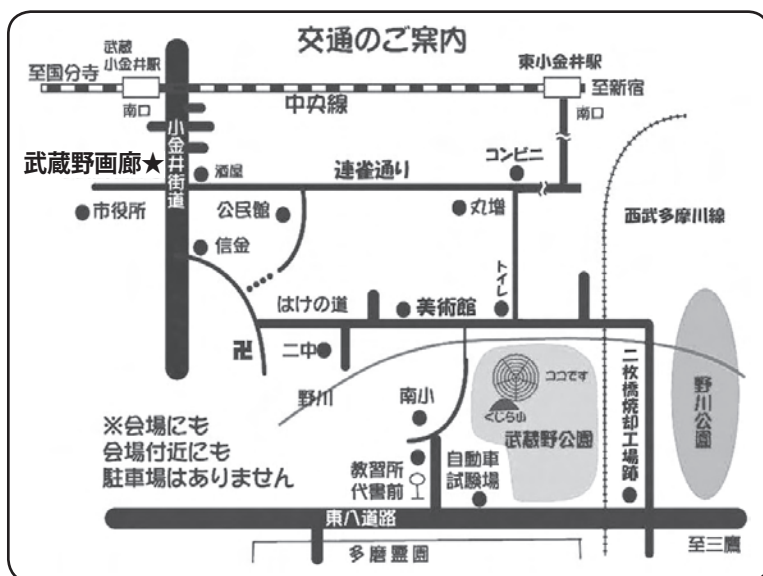 交通のご案内
武蔵
小金井駅
東小金井駅
至国分寺
至新宿
南口
中央線
南口
小金井街道
武蔵野画廊★
酒屋
連雀通り
コンビニ
市役所
公民館
丸増
西武多摩川線
信金
トイレ
はけの道
美術館
卍
二中
野川
南小
ココです
くじら山
武蔵野公園
二枚橋焼却工場跡
野川公園
※会場にも
会場付近にも
駐車場はありません
教習所
代書前
自動車
試験場
東八道路
至三鷹
多磨霊園